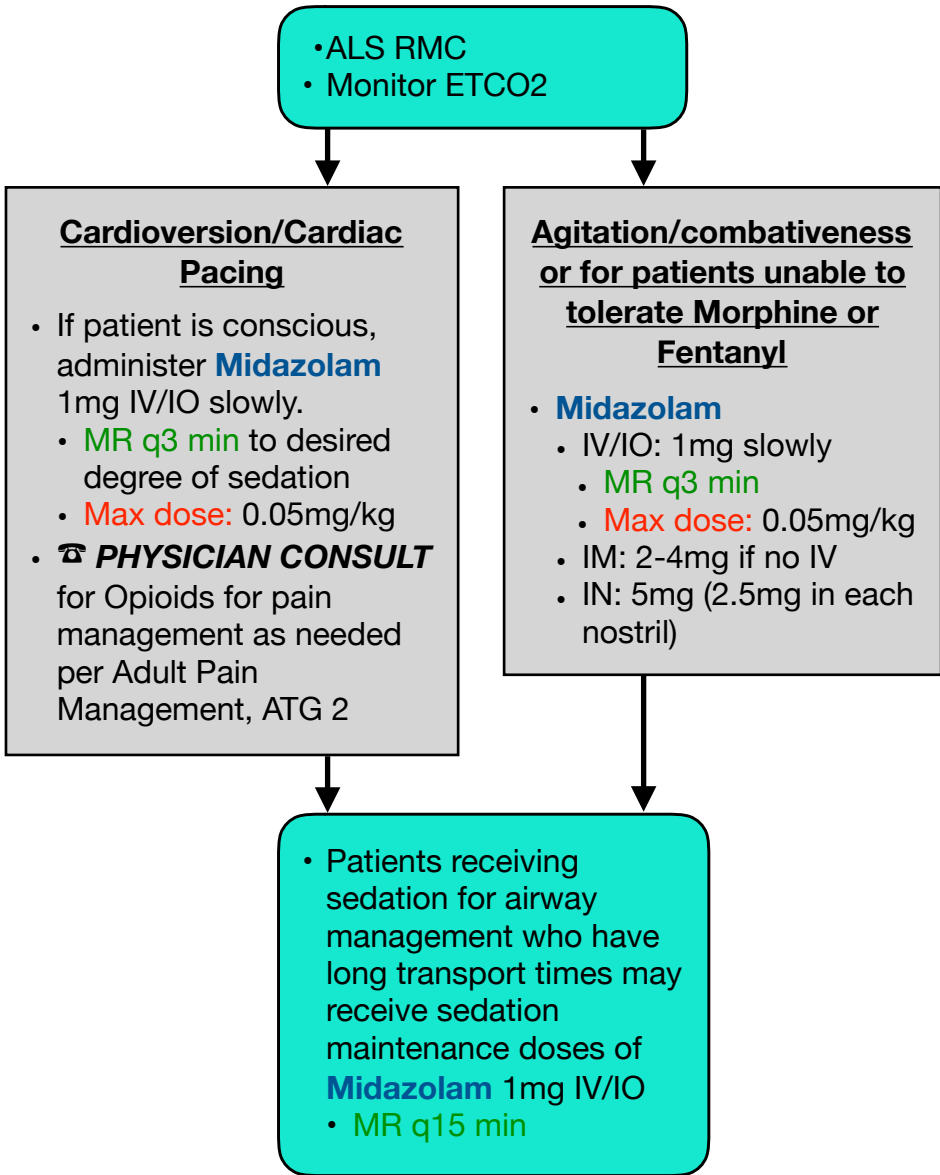 •ALS RMC
• Monitor ETCO2
Cardioversion/Cardiac
Pacing
• If patient is conscious,
administer Midazolam
1mg IV/IO slowly.
• MR q3 min to desired
degree of sedation
• Max dose: 0.05mg/kg
• ☎ PHYSICIAN CONSULT
for Opioids for pain
management as needed
per Adult Pain
Management, ATG 2
Agitation/combativeness
or for patients unable to
tolerate Morphine or
Fentanyl
• Midazolam
• IV/IO: 1mg slowly
• MR q3 min
• Max dose: 0.05mg/kg
• IM: 2-4mg if no IV
• IN: 5mg (2.5mg in each
nostril)
• Patients receiving
sedation for airway
management who have
long transport times may
receive sedation
maintenance doses of
Midazolam 1mg IV/IO
• MR q15 min